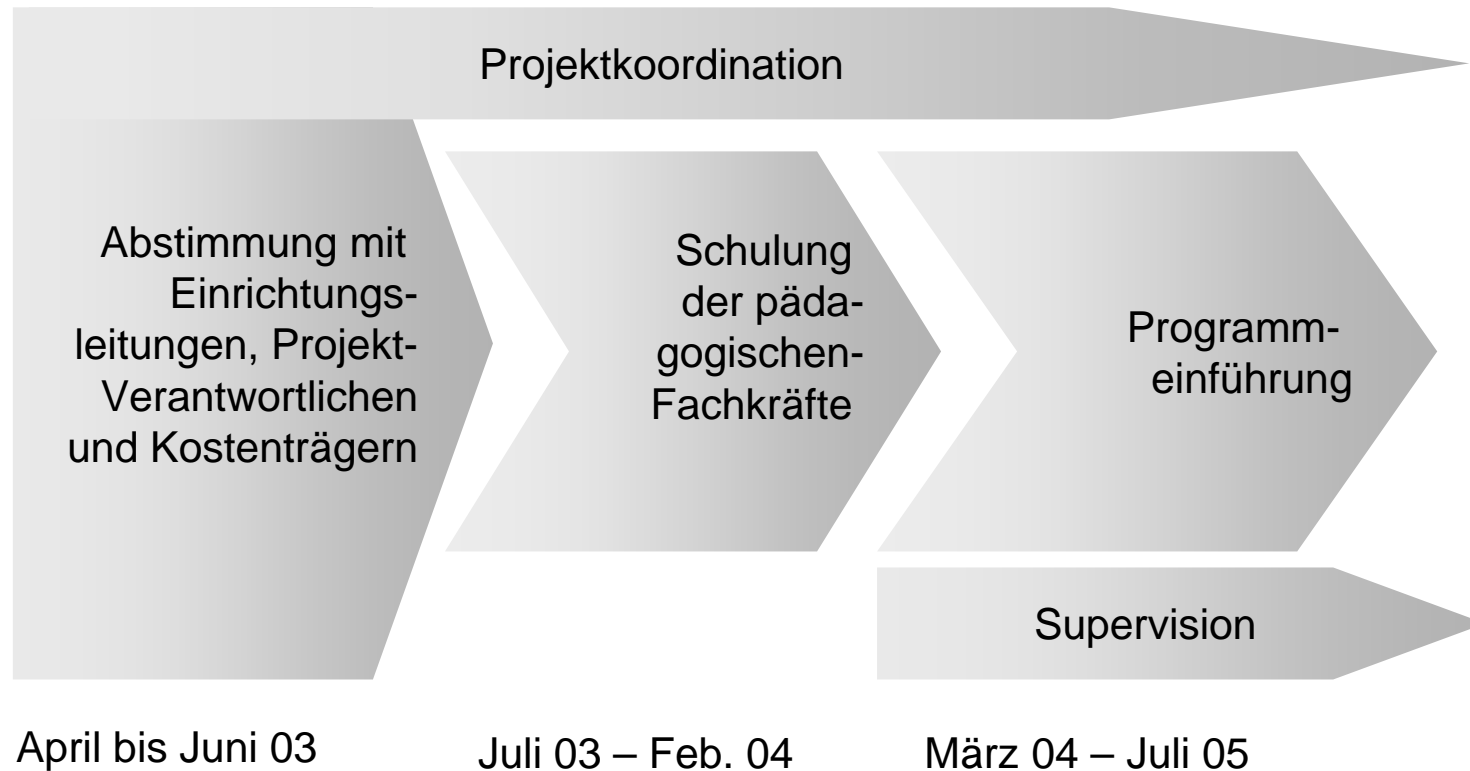 Projektkoordination
Abstimmung mit
Einrichtungs-
leitungen, Projekt-
Verantwortlichen
und Kostenträgern
Schulung
der päda-
gogischen-
Fachkräfte
Programm-
einführung
Supervision
April bis Juni 03
Juli 03 – Feb. 04
März 04 – Juli 05